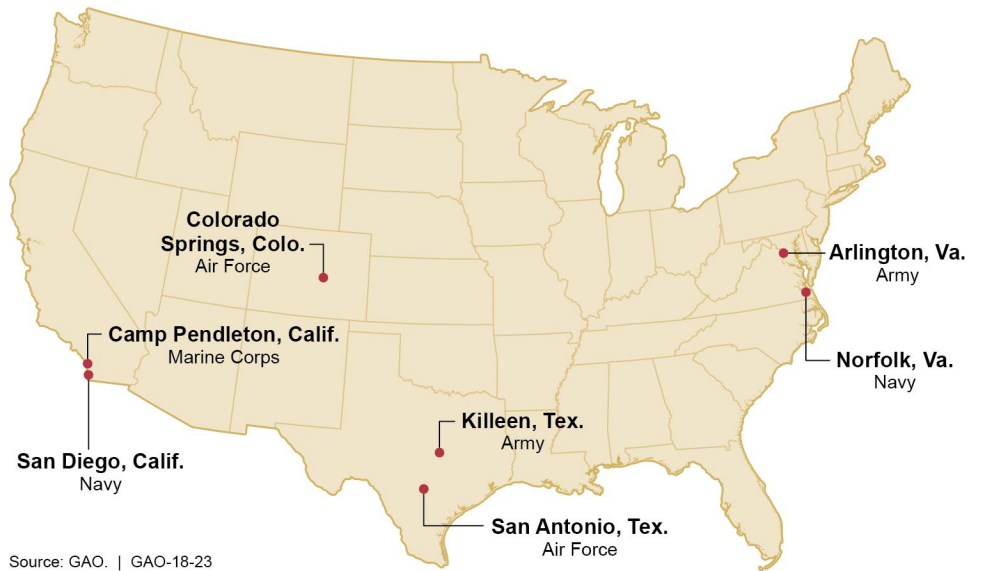 Colorado
Springs, Colo.
Air Force
Arlington, Va.
Army
Camp Pendleton, Calif.
Marine Corps
Norfolk, Va.
Navy
Killeen, Tex.
Army
San Diego, Calif.
Navy
San Antonio, Tex.
Air Force
Source: GAO. | GAO-18-23